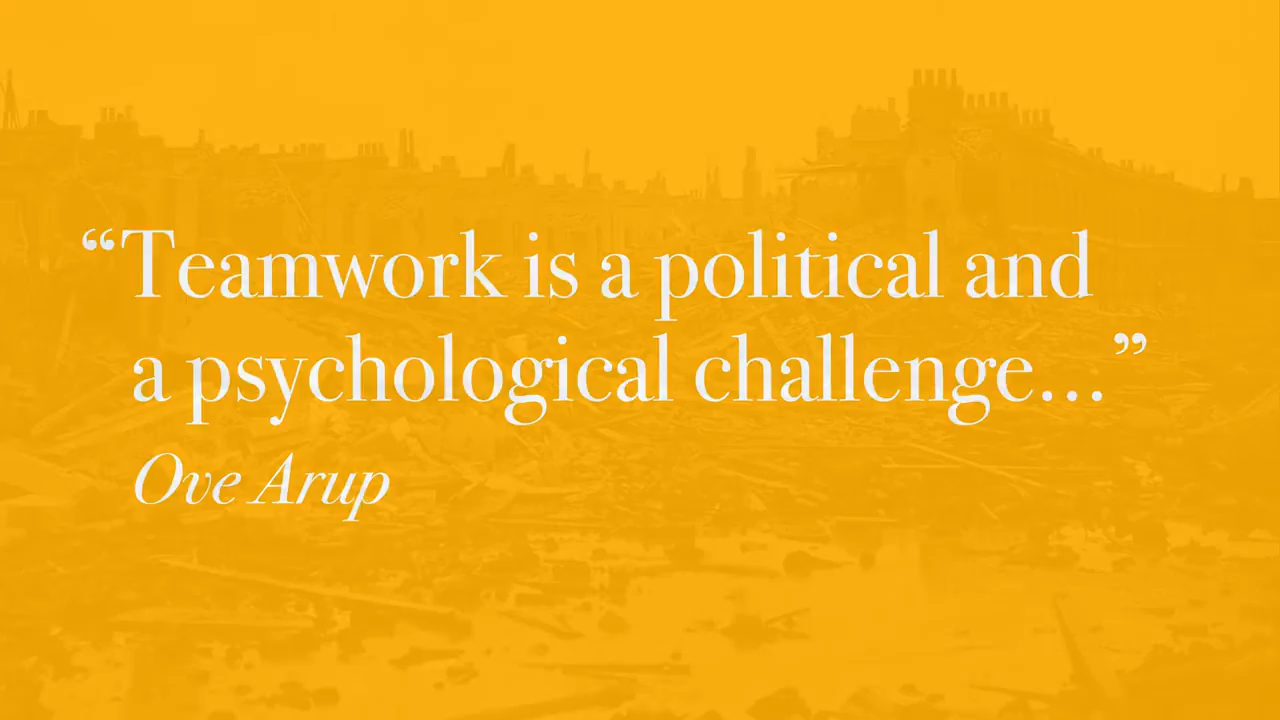 “Teamwork is a political and
a psychological challenge...”
Ove Arup